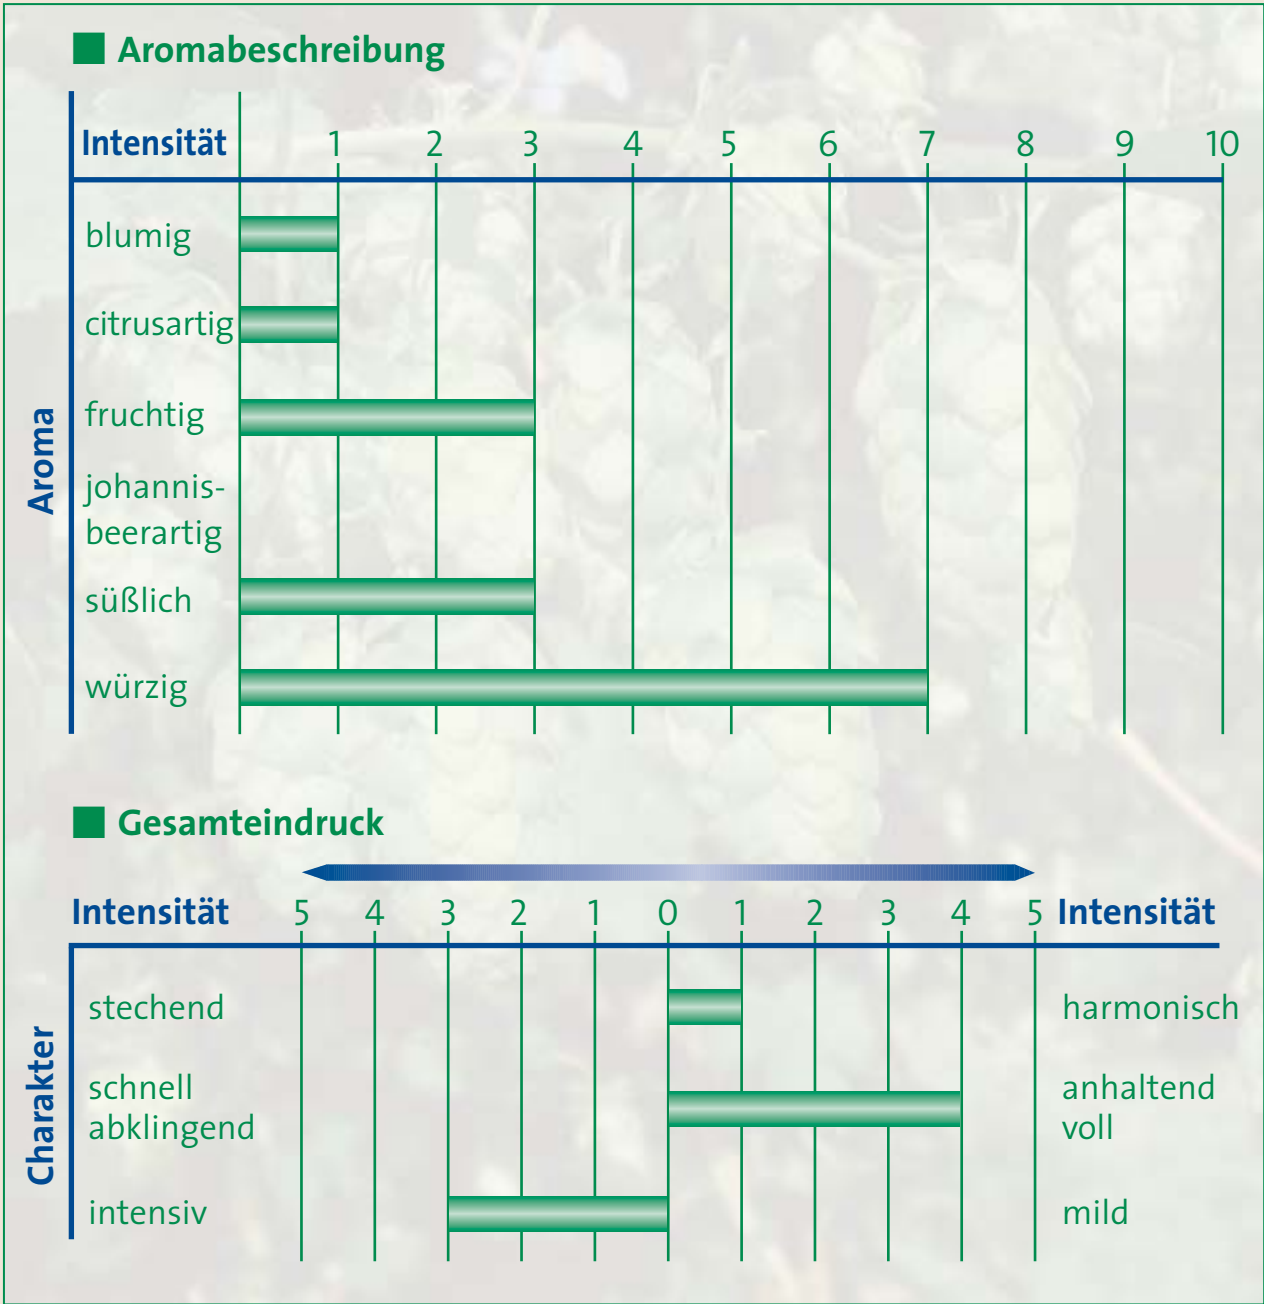 Aromabeschreibung
Intensität 1 2 3 4 5 6 7 8 9 10
Aroma
blumig
citrusartig
fruchtig
johannis-
beerartig
süßlich
würzig
Gesamteindruck
Intensität 5 4 3 2 1 0 1 2 3 4 5 Intensität
Charakter
stechend harmonisch
schnell anhaltend
abklingend voll
intensiv mild